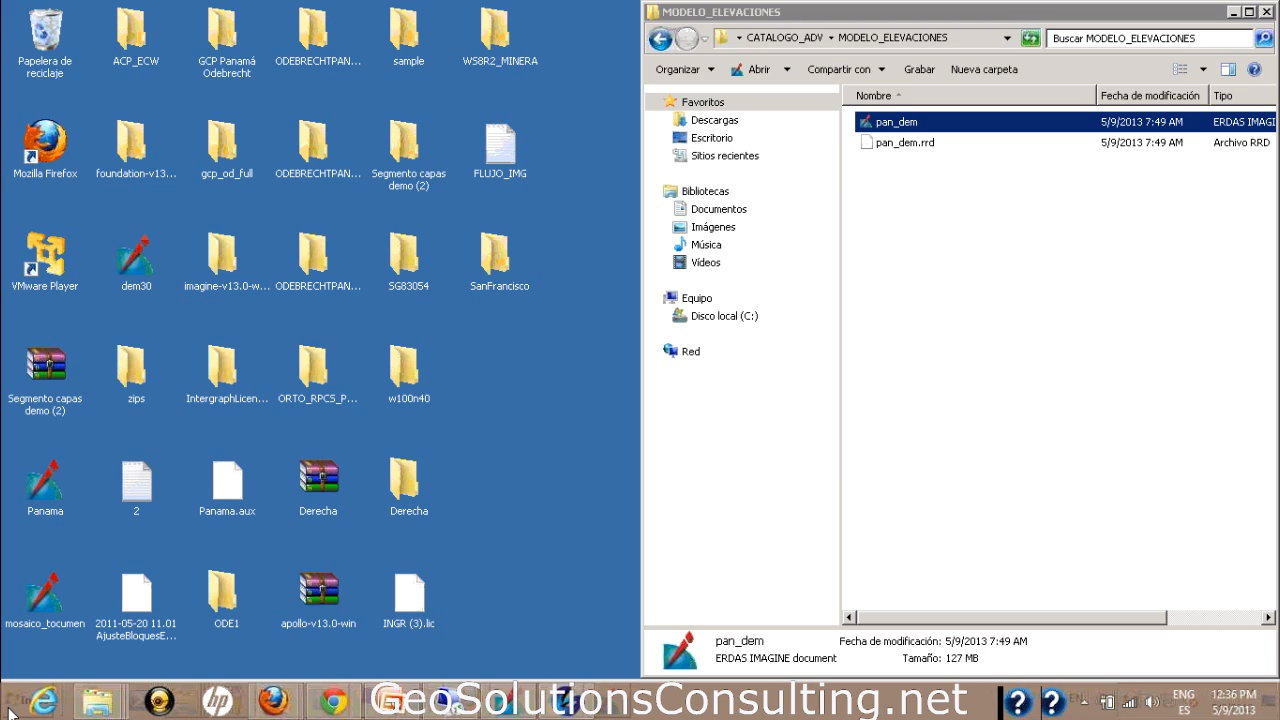 Papelera de
reciclaje
ACP_ECW
GCP Panamá
Odebrecht
ODEBRECHTPAN...
sample
WS8R2_MINERA
Mozilla Firefox
foundation-v13...
gcp_od_full
ODEBRECHTPAN...
Segmento capas
demo (2)
FLUJO_IMG
VMware Player
dem30
imagine-v13.0-w...
ODEBRECHTPAN...
SG83054
SanFrancisco
Segmento capas
demo (2)
zips
IntergraphLicen...
ORTO_RPCS_P...
w100n40
Panama
2
Panama.aux
Derecha
Derecha
mosaico_tocumen
2011-05-20 11.01
AjusteBloquesE...
ODE1
apollo-v13.0-win
INGR (3).lic
MODELO_ELEVACIONES
CATALOGO_ADV MODELO_ELEVACIONES
Buscar MODELO_ELEVACIONES
Organizar Abrir Compartir con Grabar Nueva carpeta
Favoritos
Descargas
Escritorio
Sitios recientes
Bibliotecas
Documentos
Imágenes
Música
Vídeos
Equipo
Disco local (C:)
Red
Nombre Fecha de modificación Tipo
pan_dem 5/9/2013 7:49 AM ERDAS IMAGI
pan_dem.rrd 5/9/2013 7:49 AM Archivo RRD
pan_dem Fecha de modificación: 5/9/2013 7:49 AM
ERDAS IMAGINE document Tamaño: 127 MB
GeoSolutionsConsulting.net
ENG
ES
12:36 PM
5/9/2013